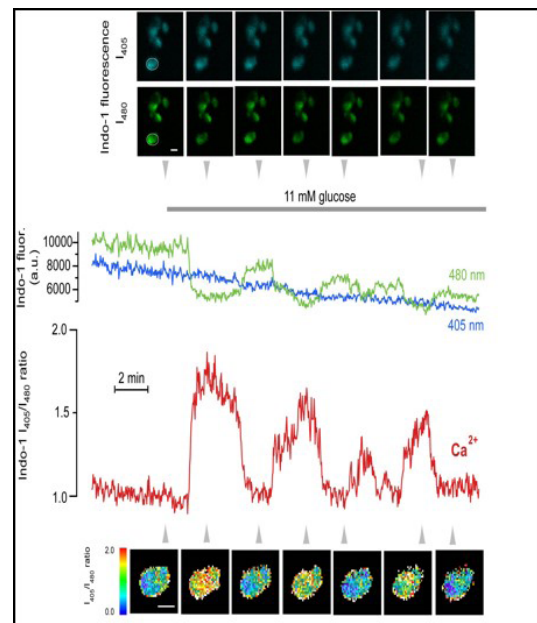 Indo-1 fluorescence
I405
I480
11 mM glucose
Indo-1 fluor.
(a.u.)
10000
8000
6000
480 nm
405 nm
Indo-1 I405/I480 ratio
2.0
1.5
1.0
2 min
Ca2+
I405/I480 ratio
2.0
0.0